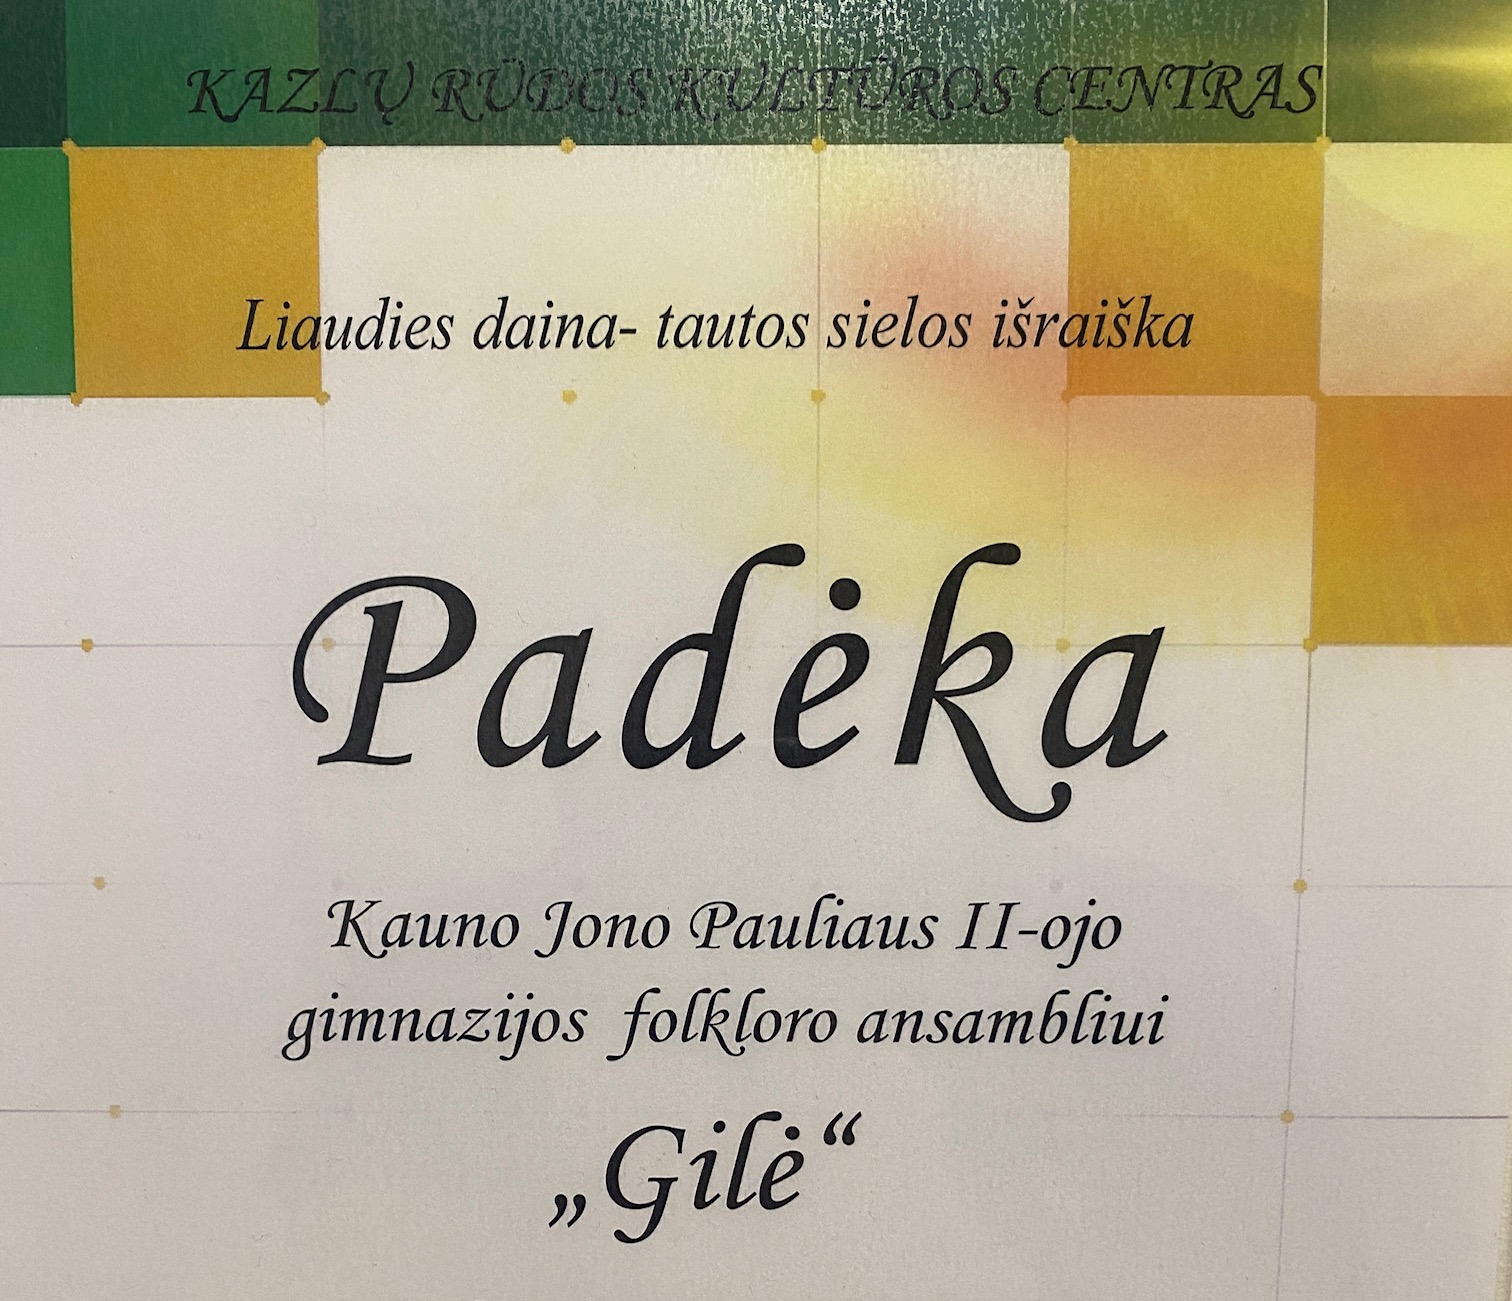 KAZLŲ RŪDOS KULTŪROS CENTRAS
Liaudies daina- tautos sielos išraiška
Padėka
Kauno Jono Pauliaus II-ojo
gimnazijos folkloro ansambliui
„Gilė“